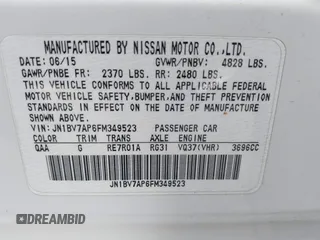 MANUFACTURED BY NISSAN MOTOR CO.,LTD.
DATE: 06/15 GVWR/PNBV: 4828 LBS.
GAWR/PNBE FR: 2370 LBS. RR: 2480 LBS.
THIS VEHICLE CONFORMS TO ALL APPLICABLE FEDERAL
MOTOR VEHICLE SAFETY, BUMPER, AND THEFT PREVENTION
STANDARDS IN EFFECT ON THE DATE OF MANUFACTURE
SHOWN ABOVE.
VIN: JN1BV7AP6FM349523 PASSENGER CAR
COLOR TRIM TRANS AXLE ENGINE
QAA G RE7R01A RG31 VQ37(VHR) 3696CC
JN1BV7AP6FM349523
DREAMBID
DREAMBID.COM